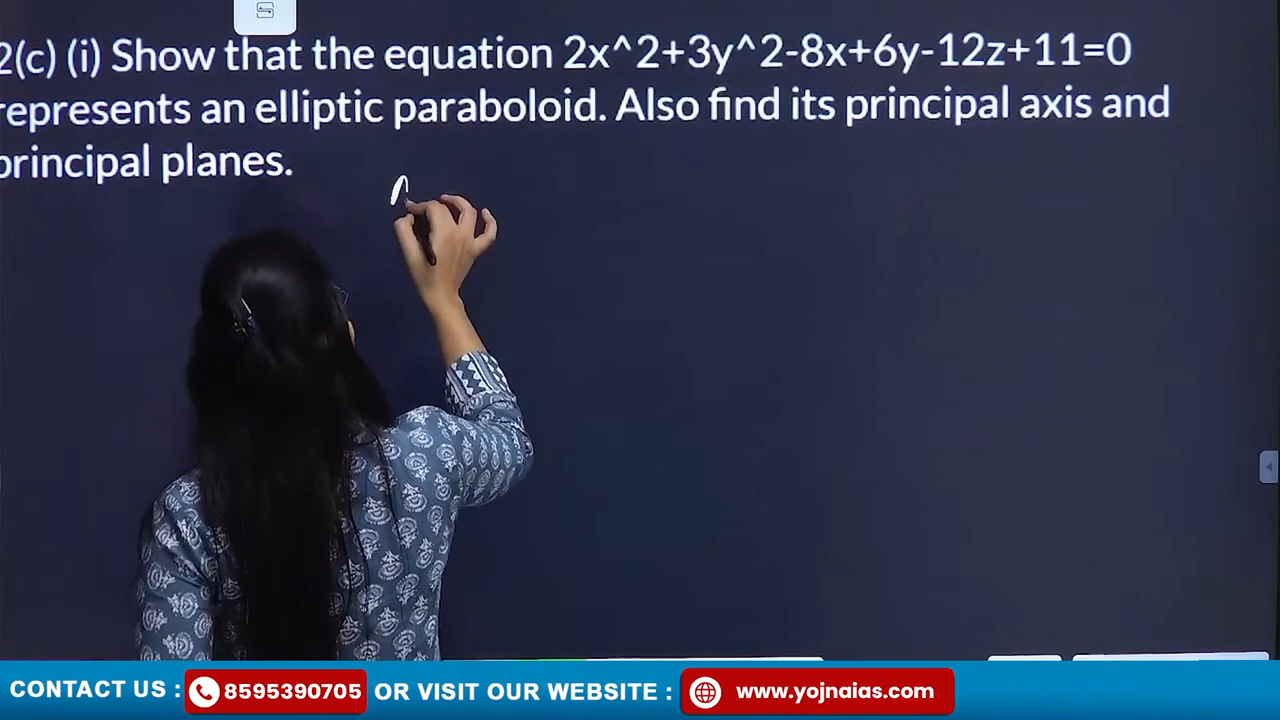 2(c) (i) Show that the equation 2x^2+3y^2-8x+6y-12z+11=0
represents an elliptic paraboloid. Also find its principal axis and
principal planes.
CONTACT US : 8595390705 OR VISIT OUR WEBSITE : www.yojnaias.com